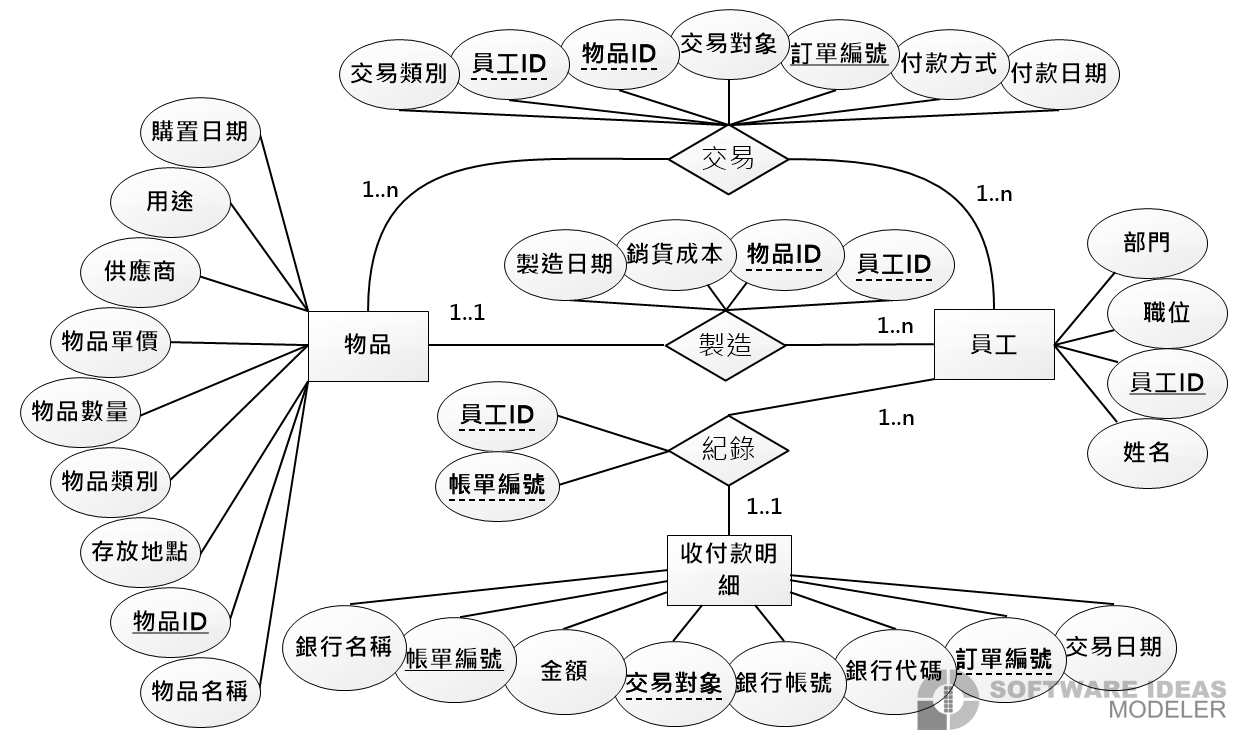 交易類別
員工ID
物品ID
交易對象
訂單編號
付款方式
付款日期
交易
1..n
1..n
購置日期
用途
供應商
物品單價
物品數量
物品類別
存放地點
物品ID
物品名稱
物品
製造日期
銷貨成本
物品ID
員工ID
1..1
製造
1..n
員工
部門
職位
員工ID
姓名
員工ID
帳單編號
紀錄
1..n
1..1
收付款明
細
銀行名稱
帳單編號
金額
交易對象
銀行帳號
銀行代碼
訂單編號
交易日期
SOFTWARE IDEAS
MODELER